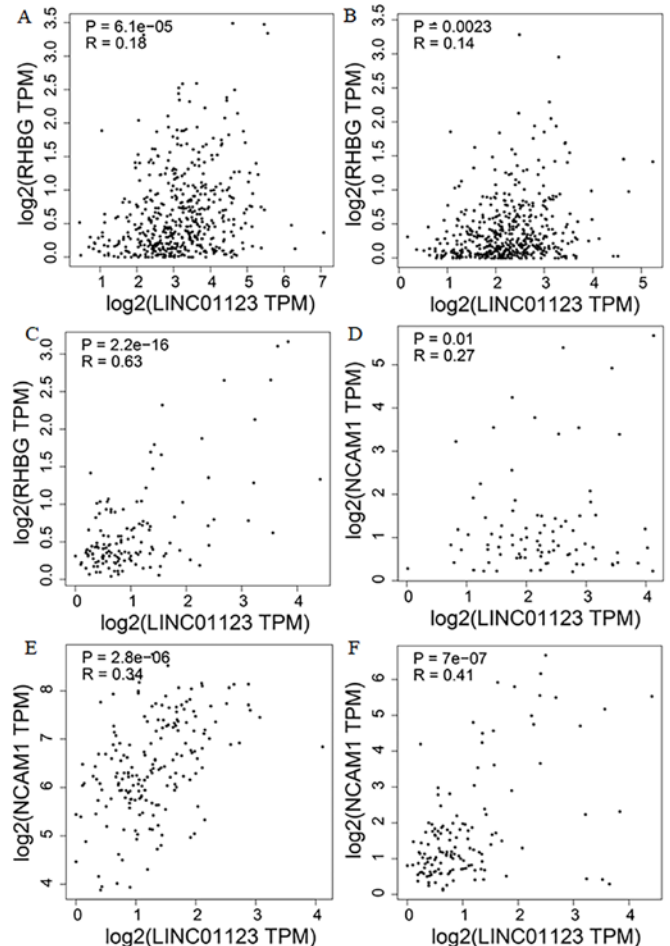 A
P = 6.1e-05
R = 0.18
log2(RHBG TPM)
0.0 0.5 1.0 1.5 2.0 2.5 3.0 3.5
1 2 3 4 5 6 7
log2(LINC01123 TPM)
B
P = 0.0023
R = 0.14
log2(RHBG TPM)
0.0 0.5 1.0 1.5 2.0 2.5 3.0 3.5
0 1 2 3 4 5
log2(LINC01123 TPM)
C
P = 2.2e-16
R = 0.63
log2(RHBG TPM)
0.0 0.5 1.0 1.5 2.0 2.5 3.0
0 1 2 3 4
log2(LINC01123 TPM)
D
P = 0.01
R = 0.27
log2(NCAM1 TPM)
0 1 2 3 4 5
0 1 2 3 4
log2(LINC01123 TPM)
E
P = 2.8e-06
R = 0.34
log2(NCAM1 TPM)
4 5 6 7 8
0 1 2 3 4
log2(LINC01123 TPM)
F
P = 7e-07
R = 0.41
log2(NCAM1 TPM)
0 1 2 3 4 5 6
0 1 2 3 4
log2(LINC01123 TPM)